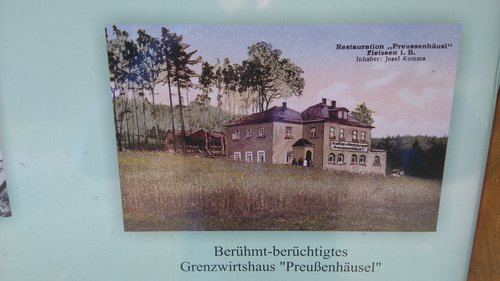 Restauration „Preussenhäusl"
Fleissen i. B.
Inhaber: Josef Komma
Berühmt-berüchtigtes
Grenzwirtshaus "Preußenhäusel"